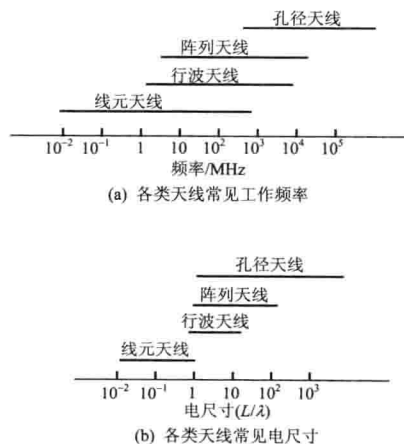 孔径天线
阵列天线
行波天线
线元天线
10⁻² 10⁻¹ 1 10 10² 10³ 10⁴ 10⁵
频率/MHz
(a) 各类天线常见工作频率
孔径天线
阵列天线
行波天线
线元天线
10⁻² 10⁻¹ 1 10 10² 10³
电尺寸(L/λ)
(b) 各类天线常见电尺寸